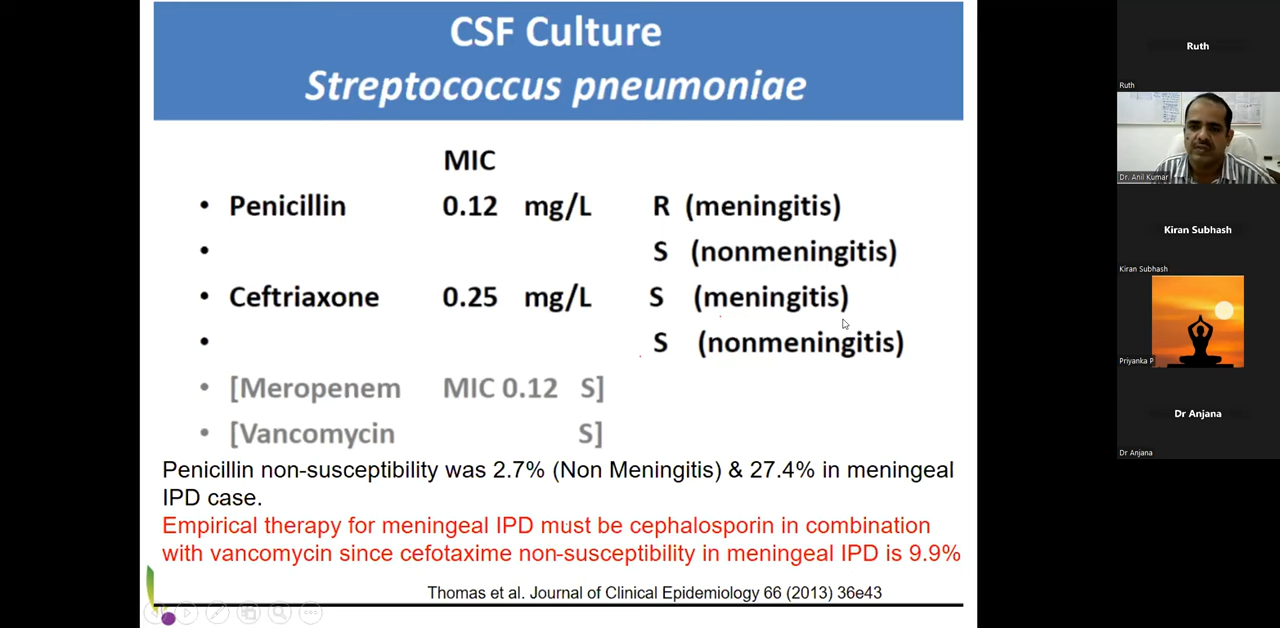 CSF Culture
Streptococcus pneumoniae
MIC
• Penicillin 0.12 mg/L R (meningitis)
• S (nonmeningitis)
• Ceftriaxone 0.25 mg/L S (meningitis)
• S (nonmeningitis)
• [Meropenem MIC 0.12 S]
• [Vancomycin S]
Penicillin non-susceptibility was 2.7% (Non Meningitis) & 27.4% in meningeal
IPD case.
Empirical therapy for meningeal IPD must be cephalosporin in combination
with vancomycin since cefotaxime non-susceptibility in meningeal IPD is 9.9%
Thomas et al. Journal of Clinical Epidemiology 66 (2013) 36e43
Ruth
Ruth
Dr. Anil Kumar
Kiran Subhash
Kiran Subhash
Priyanka P
Dr Anjana
Dr Anjana